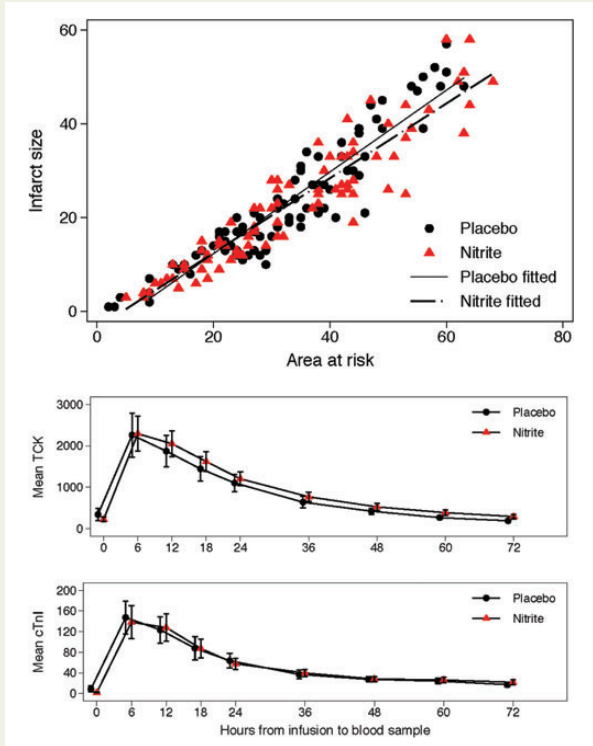 60
40
20
0
Infarct size
Placebo
Nitrite
Placebo fitted
Nitrite fitted
0 20 40 60 80
Area at risk
3000
2000
1000
0
Mean TCK
Placebo
Nitrite
0 6 12 18 24 36 48 60 72
200
160
120
80
40
0
Mean cTnI
Placebo
Nitrite
0 6 12 18 24 36 48 60 72
Hours from infusion to blood sample